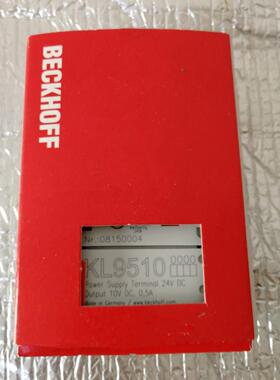 BECKHOFF
Nr.:08150004
KL9510
Power Supply Terminal 24V DC
Output 10V DC, 0,5A
Made in Germany / www.beckhoff.com